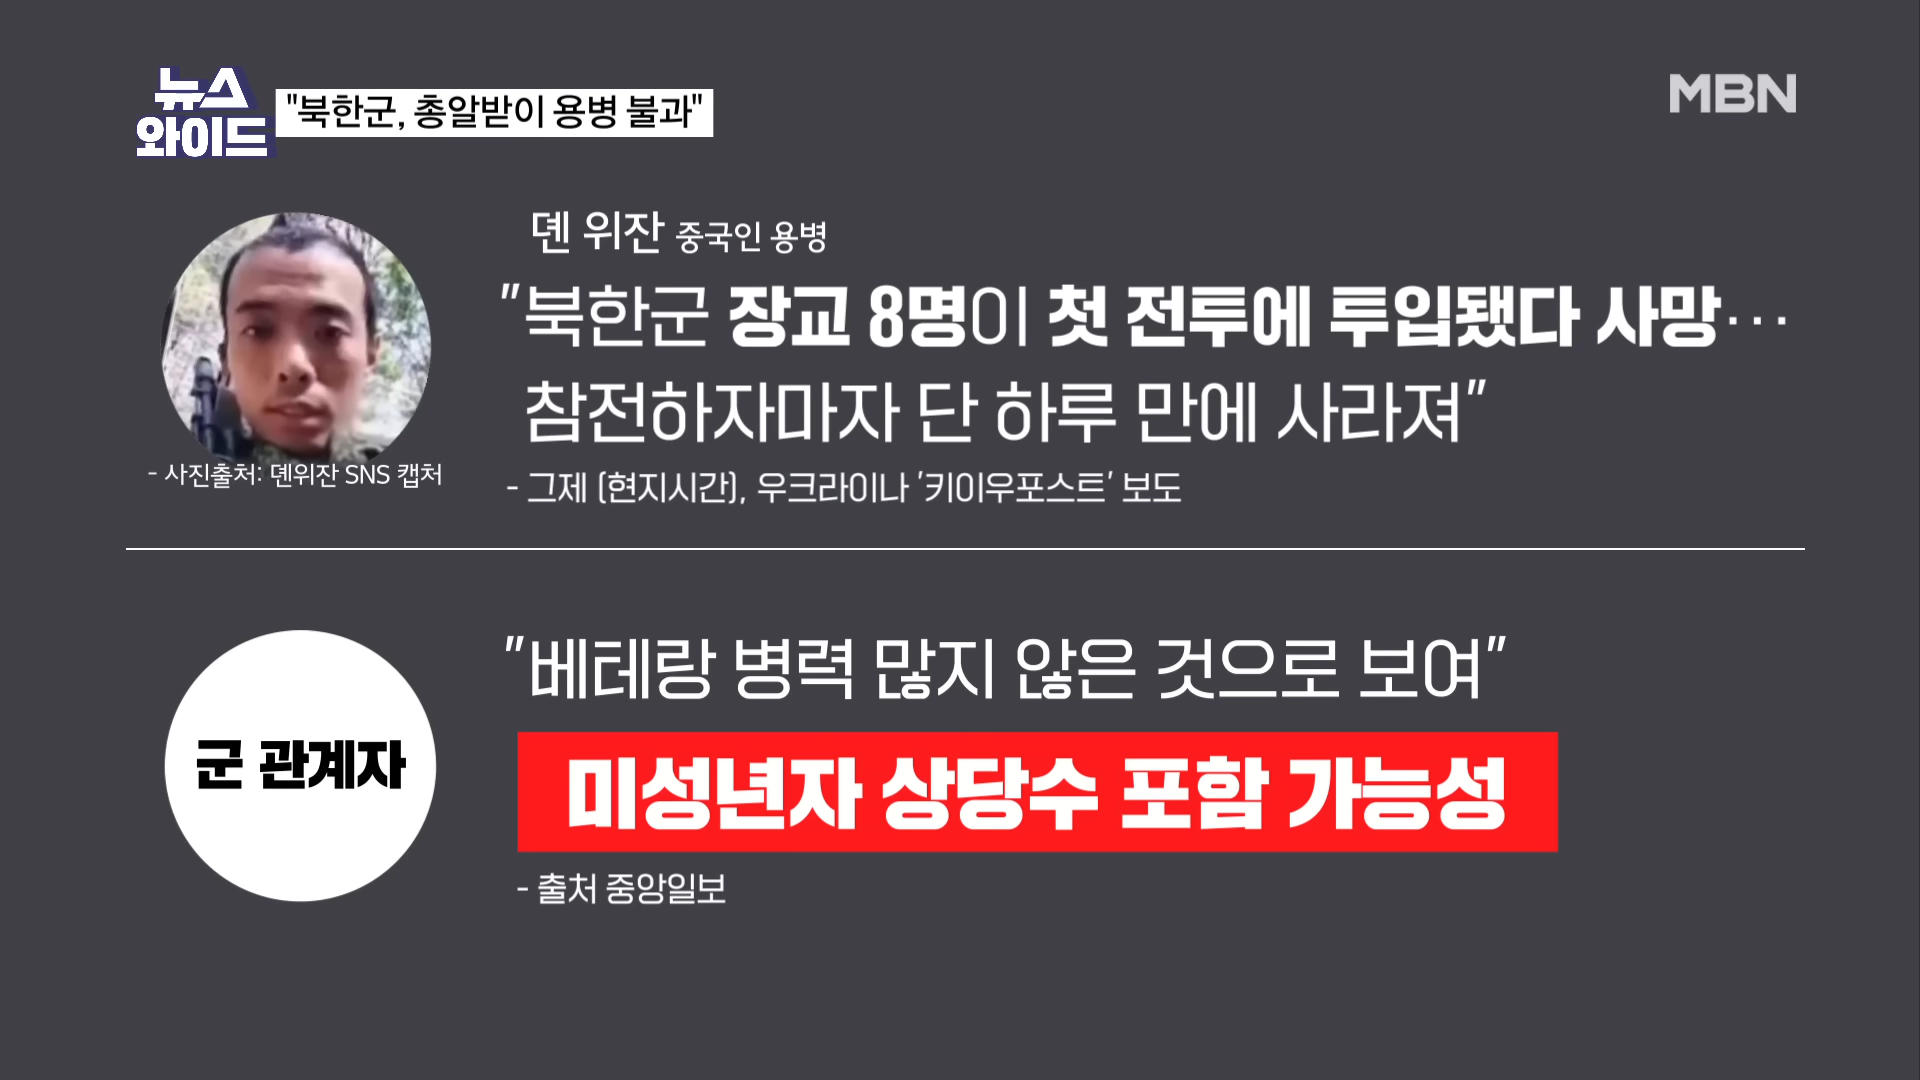 뉴스
와이드
"북한군, 총알받이 용병 불과"
MBN
뎬 위잔 중국인 용병
"북한군 장교 8명이 첫 전투에 투입됐다 사망…
참전하자마자 단 하루 만에 사라져"
- 사진출처: 뎬위잔 SNS 캡처
- 그제 (현지시간), 우크라이나 '키이우포스트' 보도
군 관계자
"베테랑 병력 많지 않은 것으로 보여"
미성년자 상당수 포함 가능성
- 출처 중앙일보